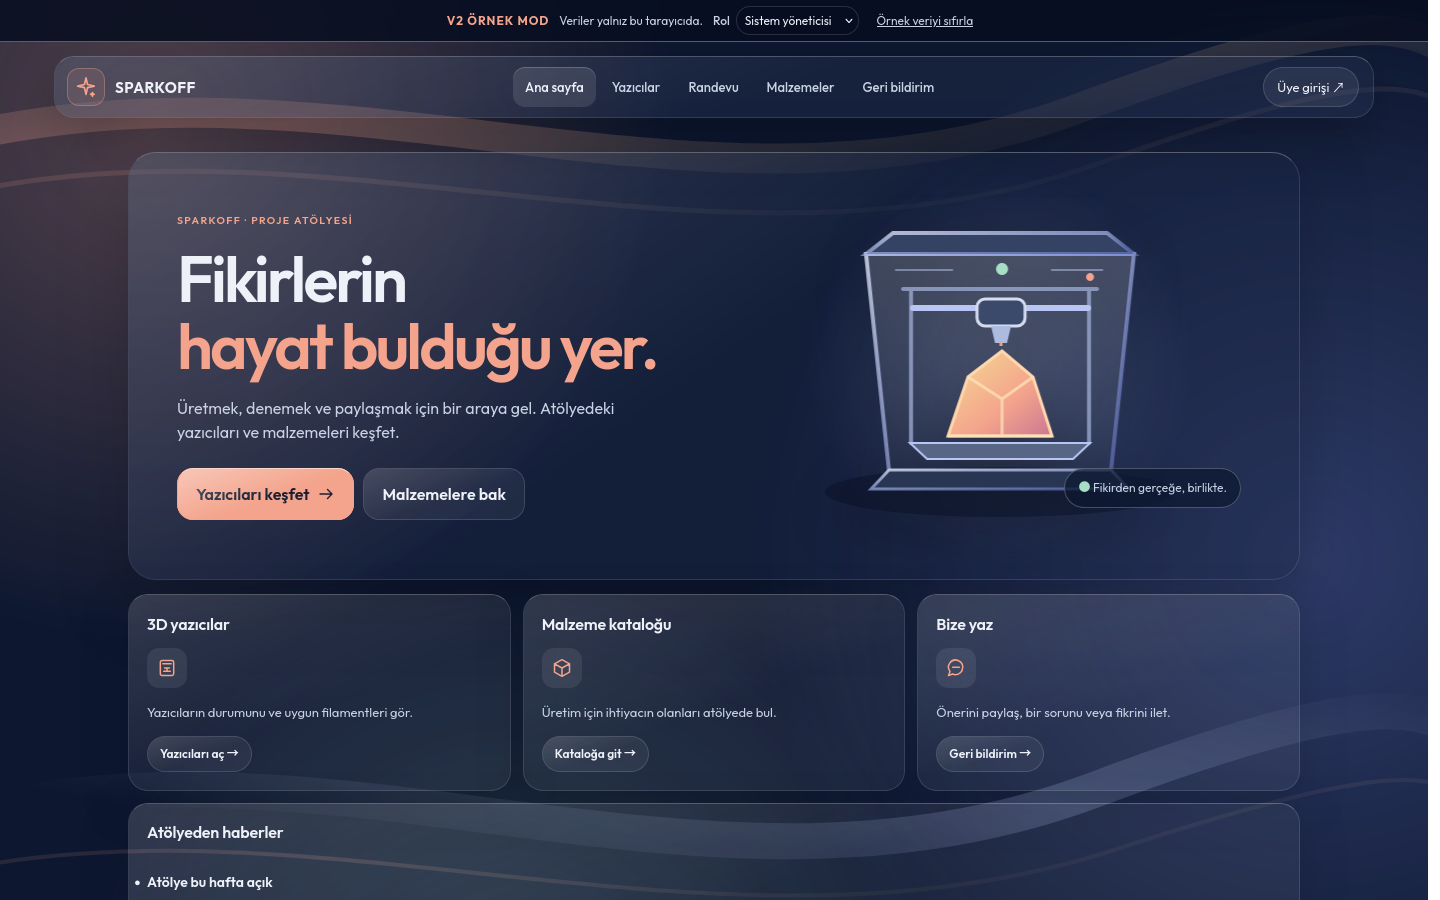 V2 ÖRNEK MOD Veriler yalnız bu tarayıcıda. Rol Sistem yöneticisi Örnek veriyi sıfırla
SPARKOFF Ana sayfa Yazıcılar Randevu Malzemeler Geri bildirim Üye girişi ↗
SPARKOFF · PROJE ATÖLYESİ
Fikirlerin
hayat bulduğu yer.
Üretmek, denemek ve paylaşmak için bir araya gel. Atölyedeki
yazıcıları ve malzemeleri keşfet.
Yazıcıları keşfet → Malzemelere bak
Fikirden gerçeğe, birlikte.
3D yazıcılar
Yazıcıların durumunu ve uygun filamentleri gör.
Yazıcıları aç →
Malzeme kataloğu
Üretim için ihtiyacın olanları atölyede bul.
Kataloğa git →
Bize yaz
Önerini paylaş, bir sorunu veya fikrini ilet.
Geri bildirim →
Atölyeden haberler
• Atölye bu hafta açık